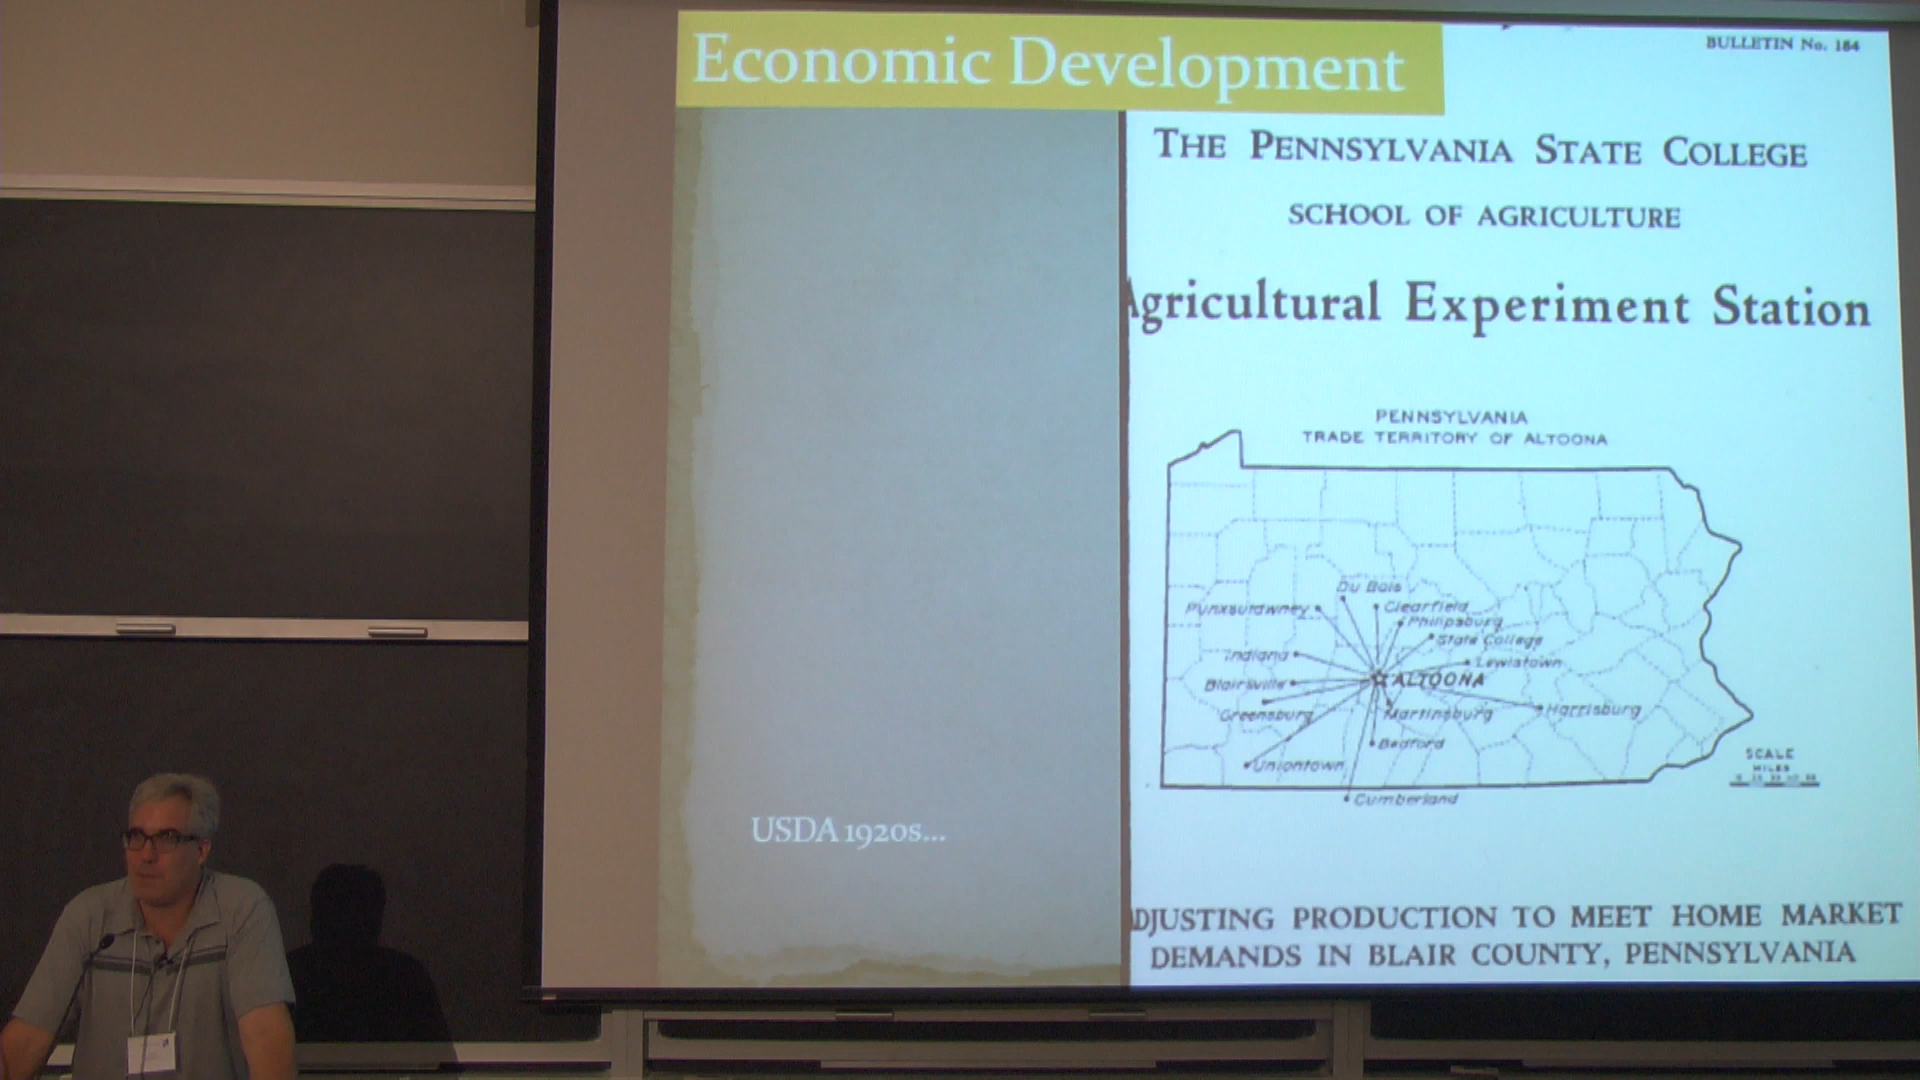 Economic Development
BULLETIN No. 184
THE PENNSYLVANIA STATE COLLEGE
SCHOOL OF AGRICULTURE
Agricultural Experiment Station
PENNSYLVANIA
TRADE TERRITORY OF ALTOONA
Du Bois
Punxsutawney
Clearfield
Philipsburg
State College
Indiana
Lewistown
Blairsville
ALTOONA
Greensburg
Martinsburg
Harrisburg
Bedford
Uniontown
Cumberland
SCALE
MILES
USDA 1920s...
DJUSTING PRODUCTION TO MEET HOME MARKET
DEMANDS IN BLAIR COUNTY, PENNSYLVANIA